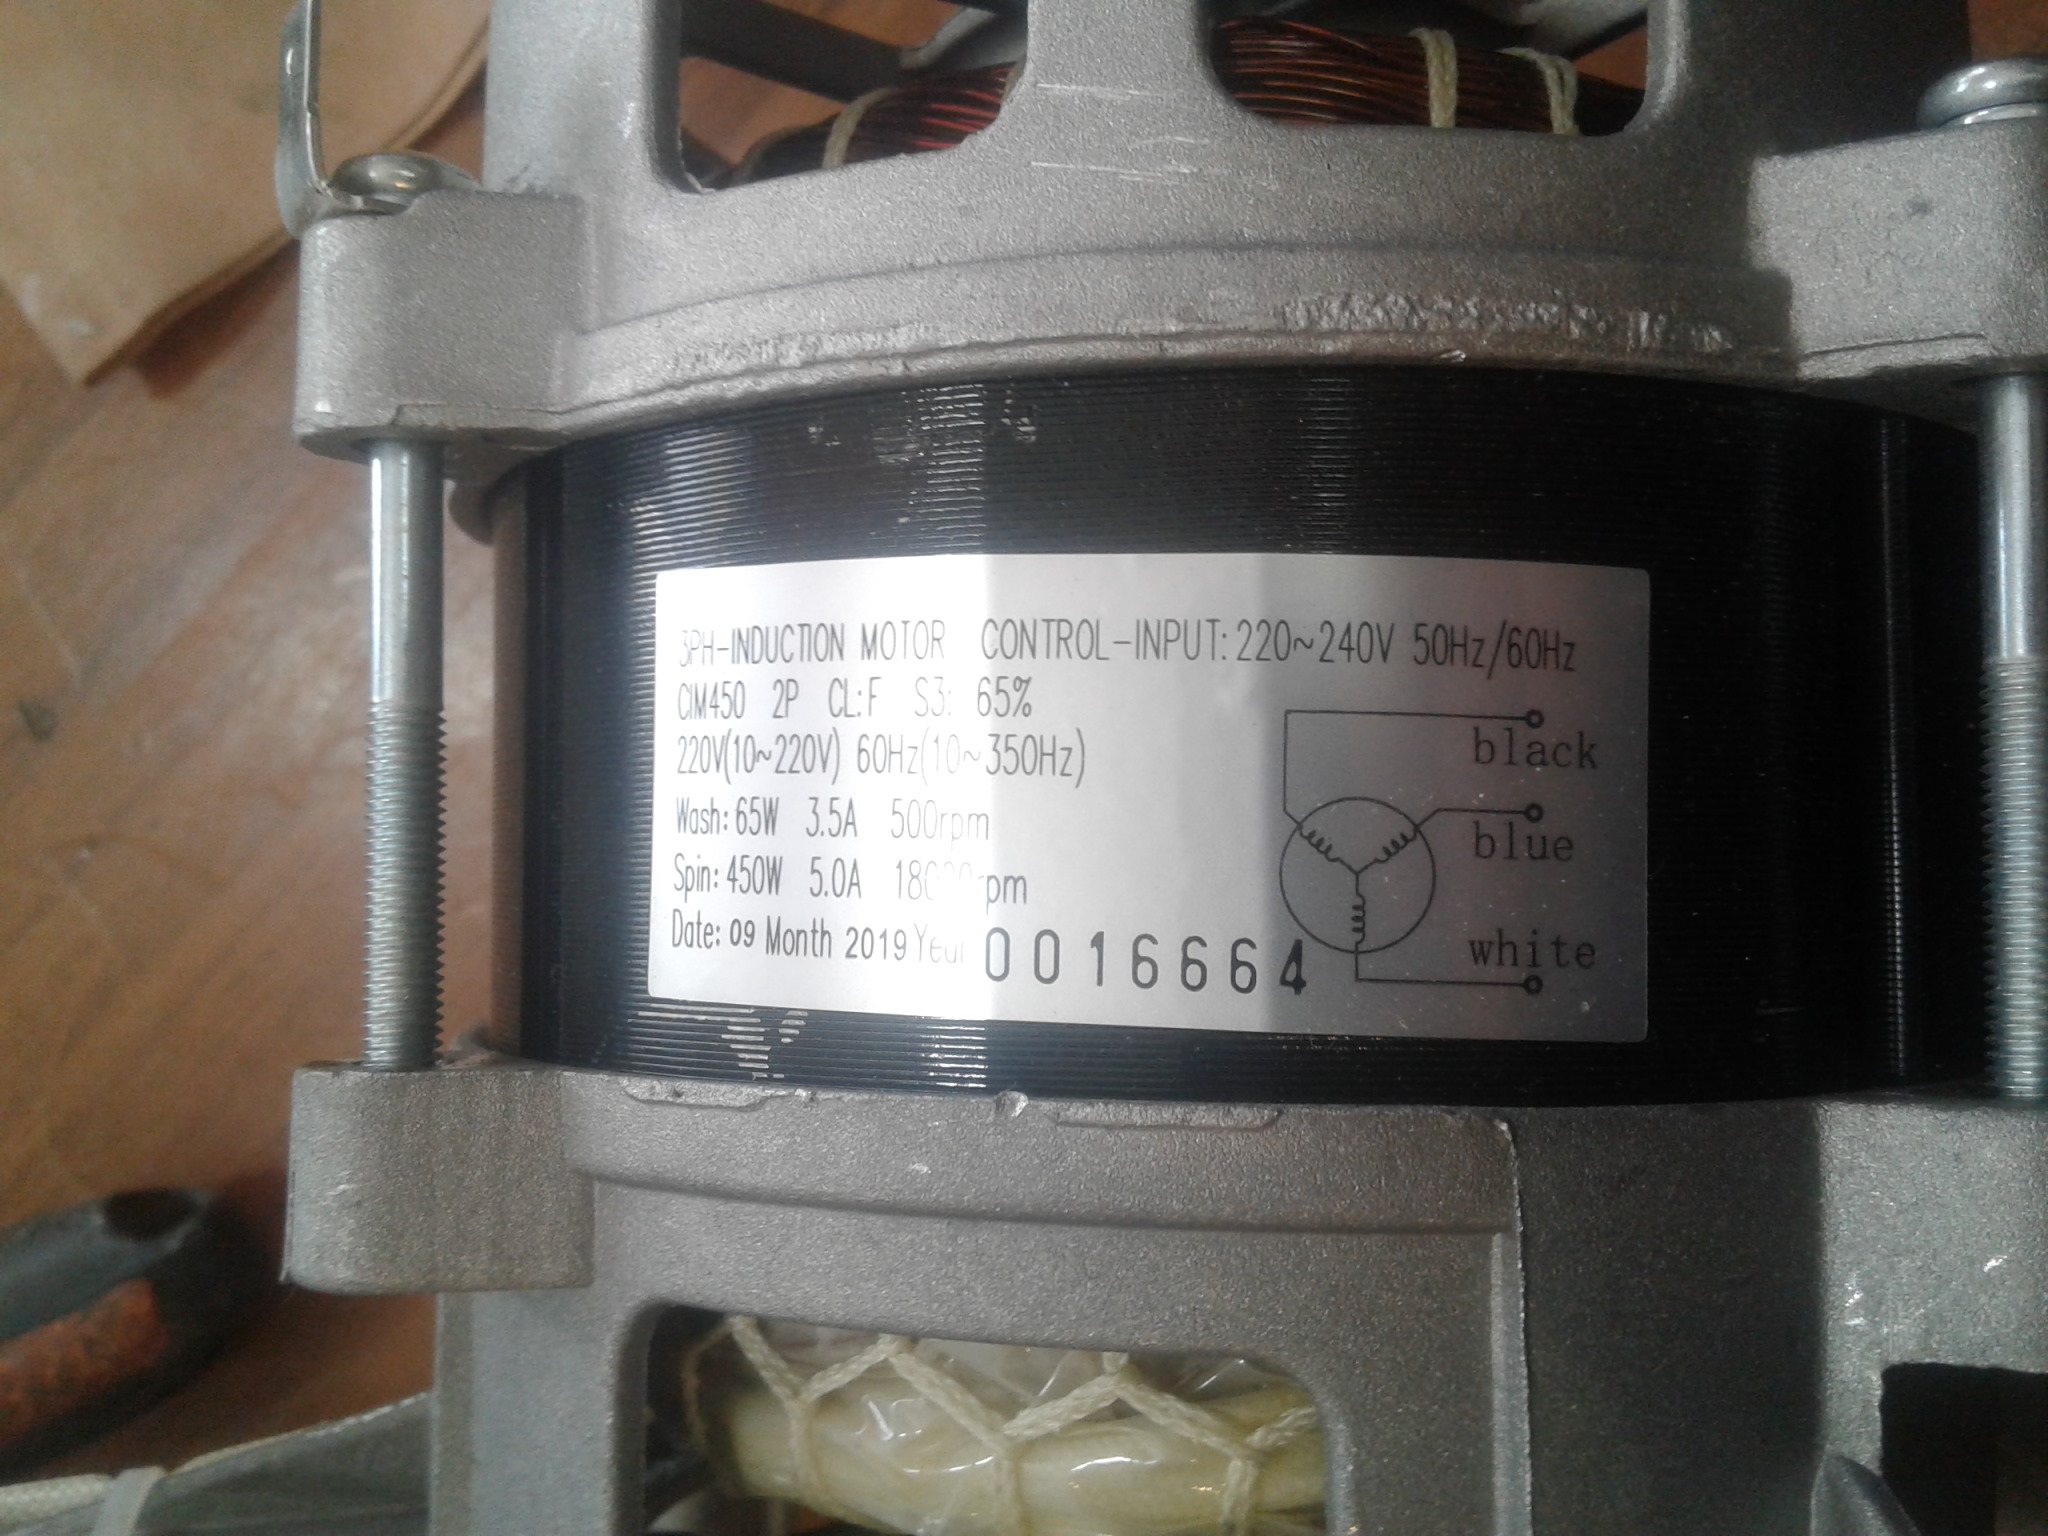 3PH-INDUCTION MOTOR CONTROL-INPUT: 220~240V 50Hz/60Hz
CIM450 2P CL:F S3: 65%
220V(10~220V) 60Hz(10~350Hz)
Wash: 65W 3.5A 500rpm
Spin: 450W 5.0A 18000rpm
Date: 09 Month 2019 Year 0016664
black
blue
white